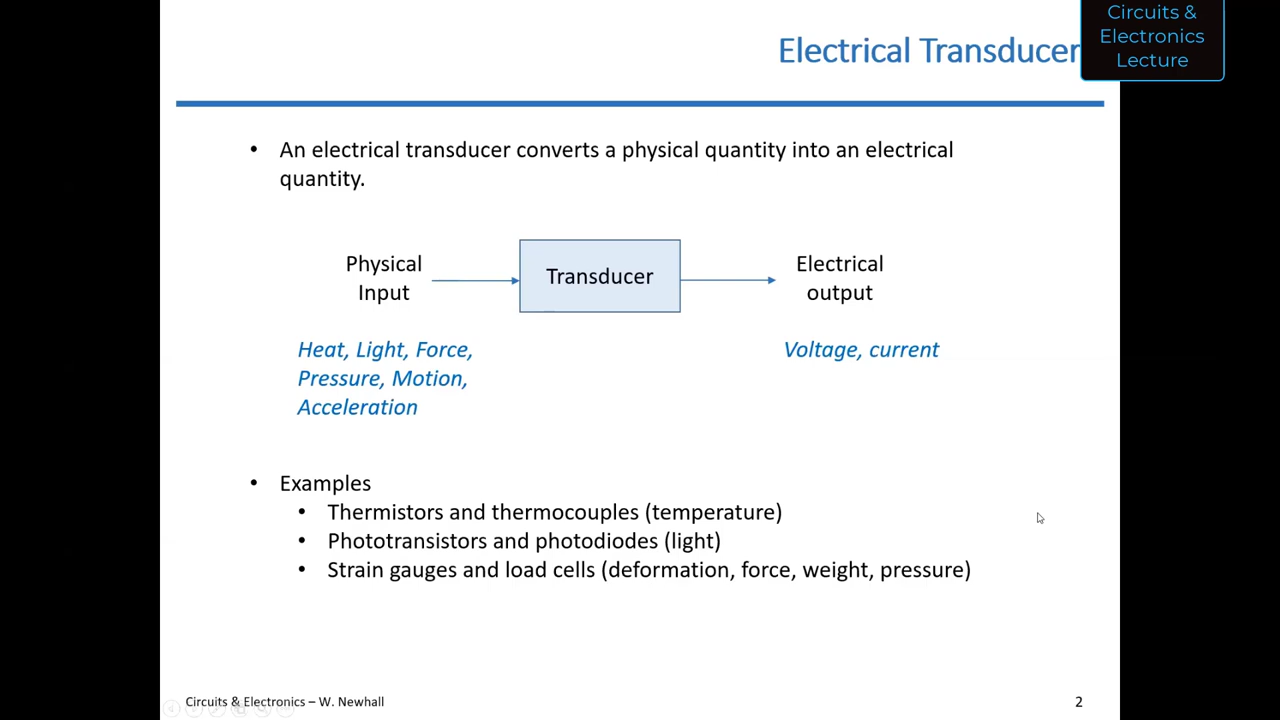 Circuits &
Electronics
Lecture
Electrical Transducer
• An electrical transducer converts a physical quantity into an electrical
quantity.
Physical
Input
Transducer
Electrical
output
Heat, Light, Force,
Pressure, Motion,
Acceleration
Voltage, current
• Examples
• Thermistors and thermocouples (temperature)
• Phototransistors and photodiodes (light)
• Strain gauges and load cells (deformation, force, weight, pressure)
Circuits & Electronics – W. Newhall
2